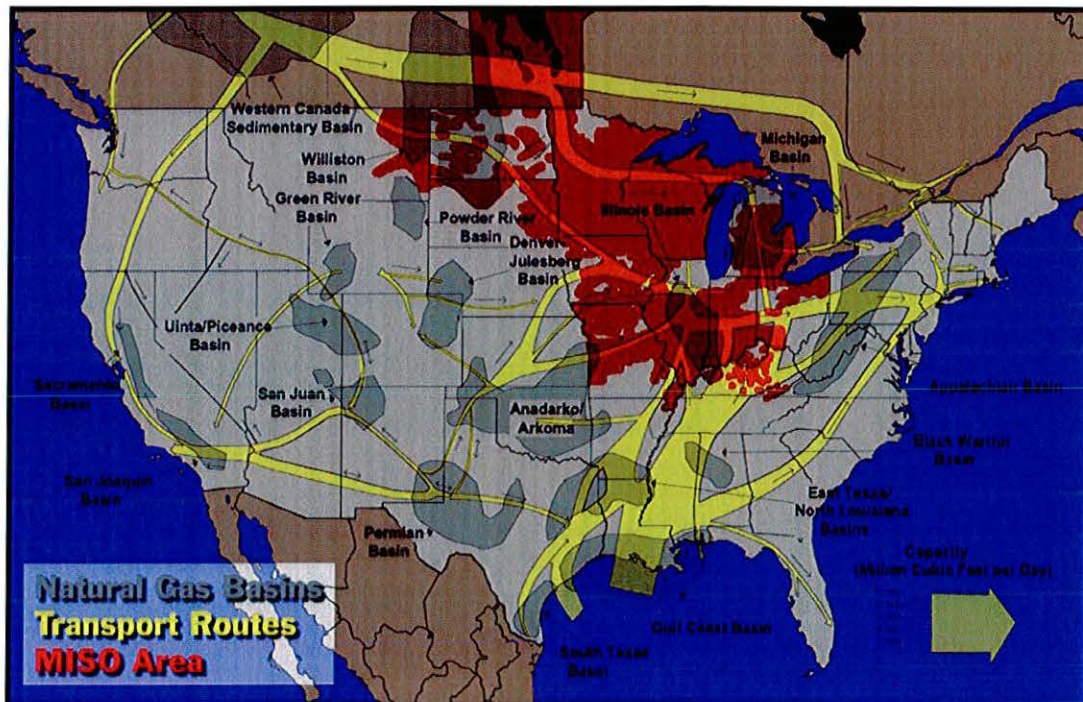 Western Canada
Sedimentary Basin
Williston
Basin
Green River
Basin
Powder River
Basin
Denver
Julesberg
Basin
Michigan
Basin
Illinois Basin
Uinta/Piceance
Basin
Sacramento
Basin
San Juan
Basin
Anadarko/
Arkoma
Appalachian Basin
Black Warrior
Basin
San Joaquin
Basin
Permian
Basin
East Texas/
North Louisiana
Basins
Capacity
(Million Cubic Feet per Day)
Gulf Coast Basin
South Texas
Basin
Natural Gas Basins
Transport Routes
MISO Area